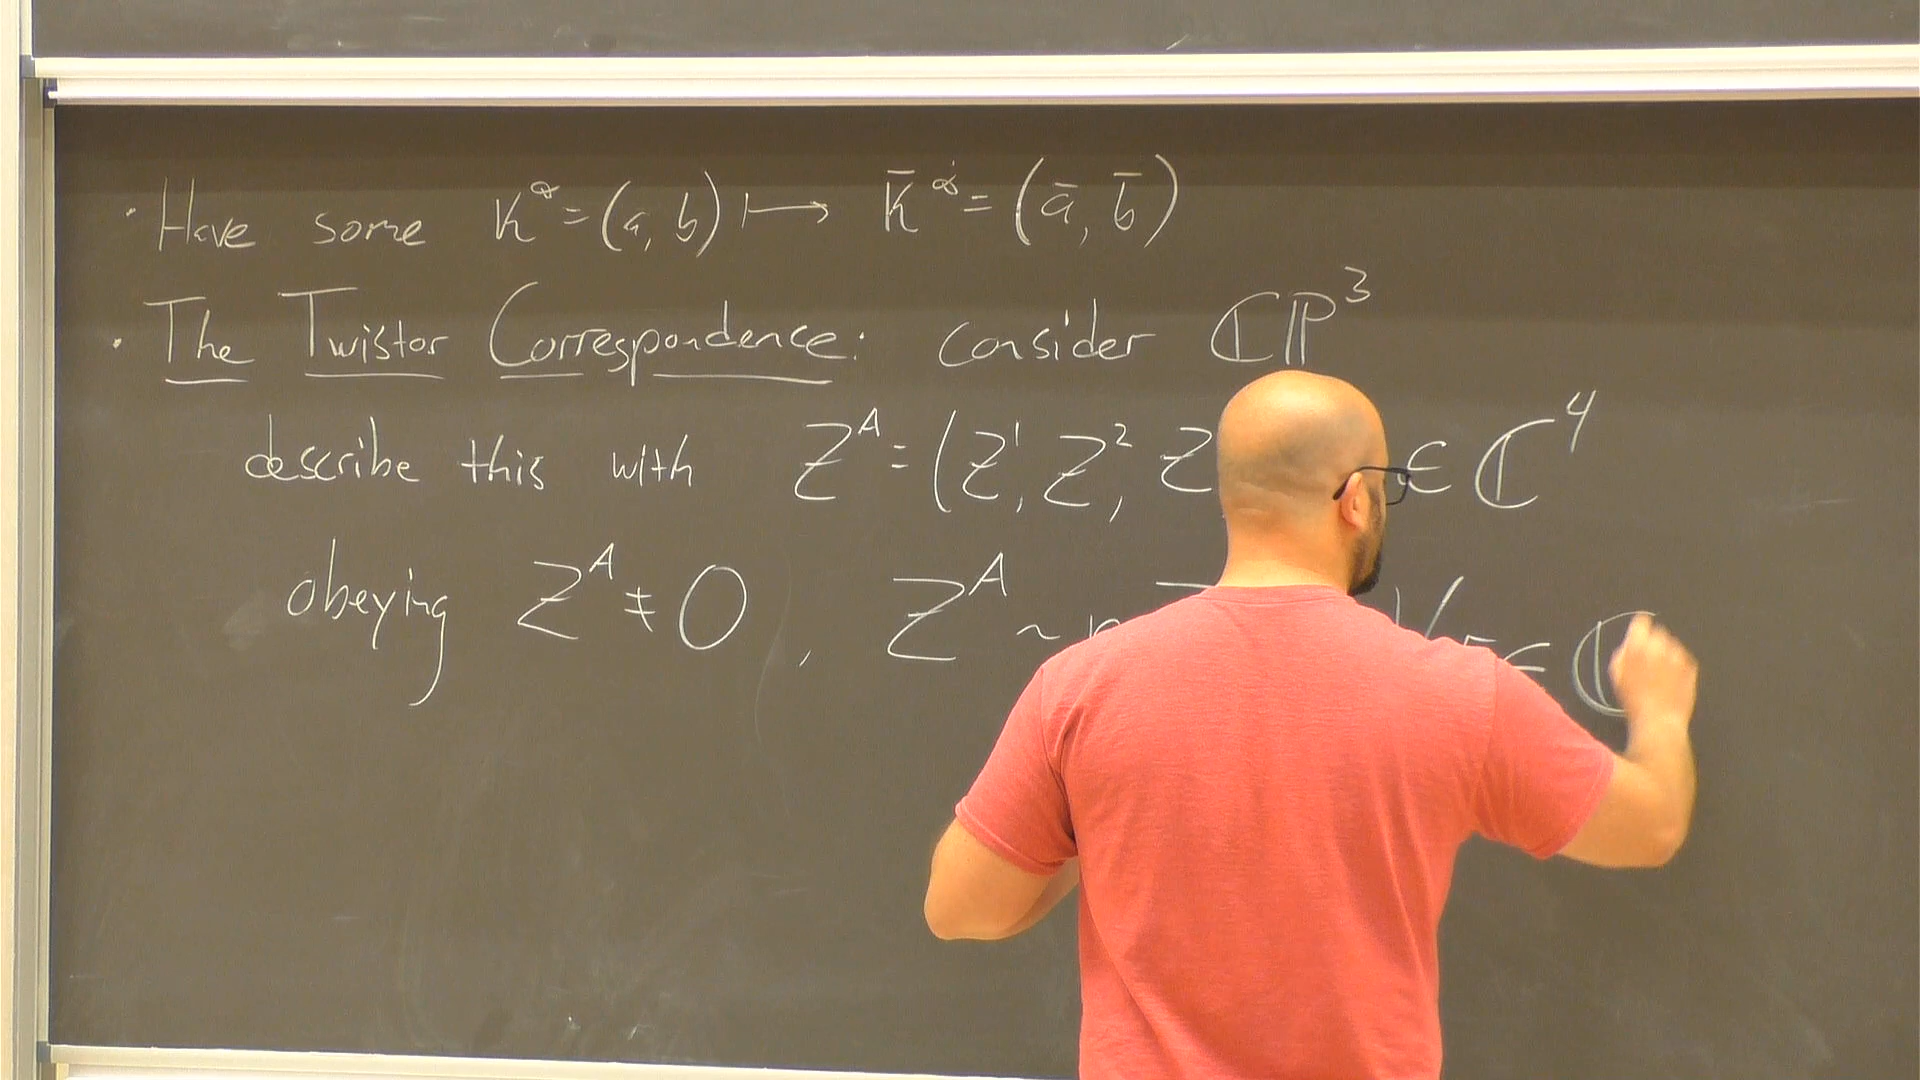 · Have some κ^α = (a, b) ⟼ κ̄^α̇ = (ā, b̄)
· The Twistor Correspondence: consider ℂℙ³
describe this with Z^A = (Z¹, Z², Z ∈ ℂ⁴
obeying Z^A ≠ 0, Z^A ~ ∈ ℂ